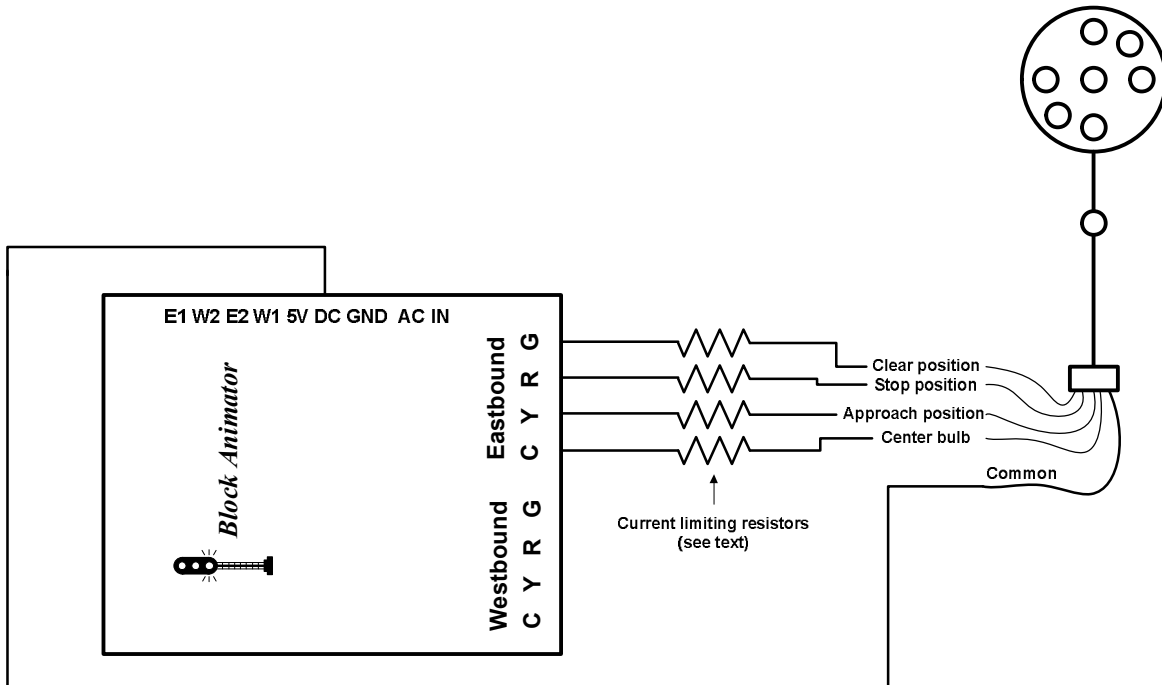 E1 W2 E2 W1 5V DC GND AC IN
Block Animator
Eastbound
C Y R G
Westbound
C Y R G
Clear position
Stop position
Approach position
Center bulb
Common
Current limiting resistors
(see text)